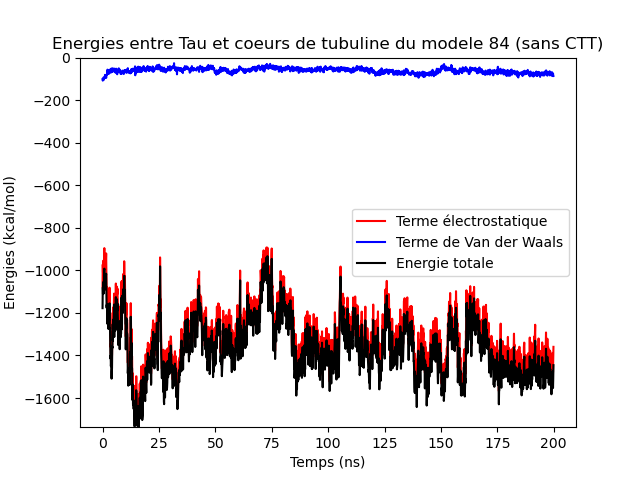 Energies entre Tau et coeurs de tubuline du modele 84 (sans CTT)
Energies (kcal/mol)
0
−200
−400
−600
−800
−1000
−1200
−1400
−1600
Terme électrostatique
Terme de Van der Waals
Energie totale
0 25 50 75 100 125 150 175 200
Temps (ns)